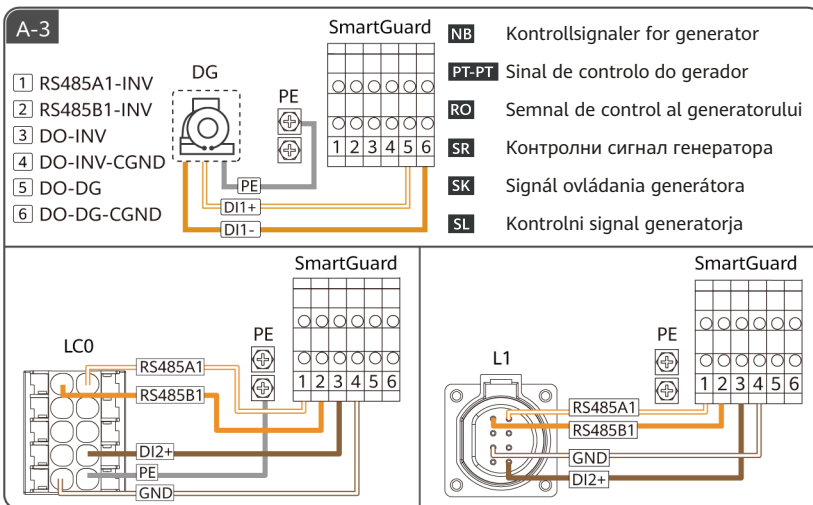 A-3
1 RS485A1-INV
2 RS485B1-INV
3 DO-INV
4 DO-INV-CGND
5 DO-DG
6 DO-DG-CGND
DG
PE
SmartGuard
1 2 3 4 5 6
PE
DI1+
DI1-
NB Kontrollsignaler for generator
PT-PT Sinal de controlo do gerador
RO Semnal de control al generatorului
SR Контролни сигнал генератора
SK Signál ovládania generátora
SL Kontrolni signal generatorja
SmartGuard
PE
LC0
1 2 3 4 5 6
RS485A1
RS485B1
DI2+
PE
GND
SmartGuard
PE
L1
1 2 3 4 5 6
RS485A1
RS485B1
GND
DI2+